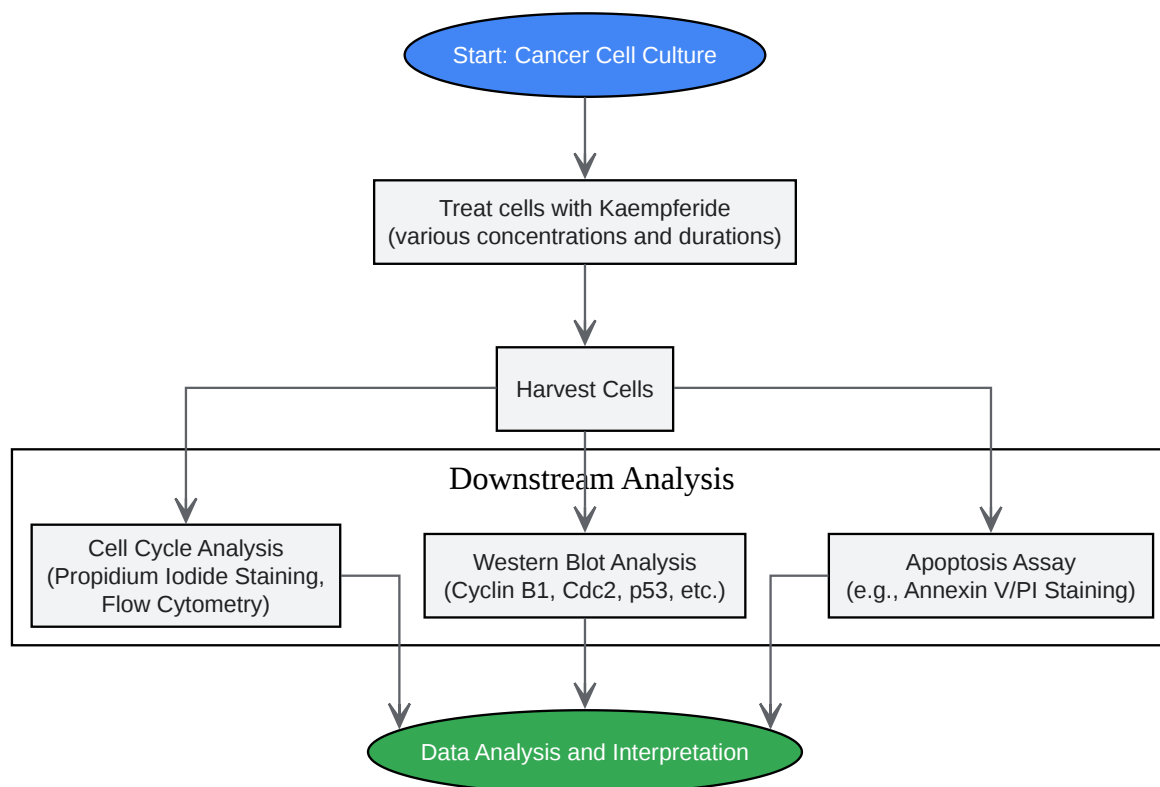 Start: Cancer Cell Culture
Treat cells with Kaempferide
(various concentrations and durations)
Harvest Cells
Downstream Analysis
Cell Cycle Analysis
(Propidium Iodide Staining,
Flow Cytometry)
Western Blot Analysis
(Cyclin B1, Cdc2, p53, etc.)
Apoptosis Assay
(e.g., Annexin V/PI Staining)
Data Analysis and Interpretation